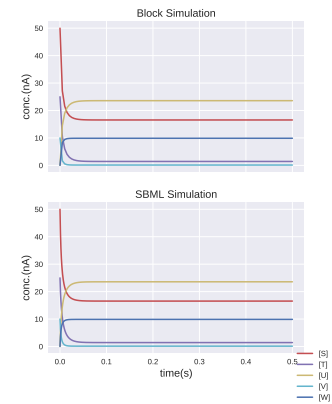 Block Simulation
50
40
30
20
10
0
conc.(nA)
SBML Simulation
50
40
30
20
10
0
conc.(nA)
0.0 0.1 0.2 0.3 0.4 0.5
time(s)
[S]
[T]
[U]
[V]
[W]